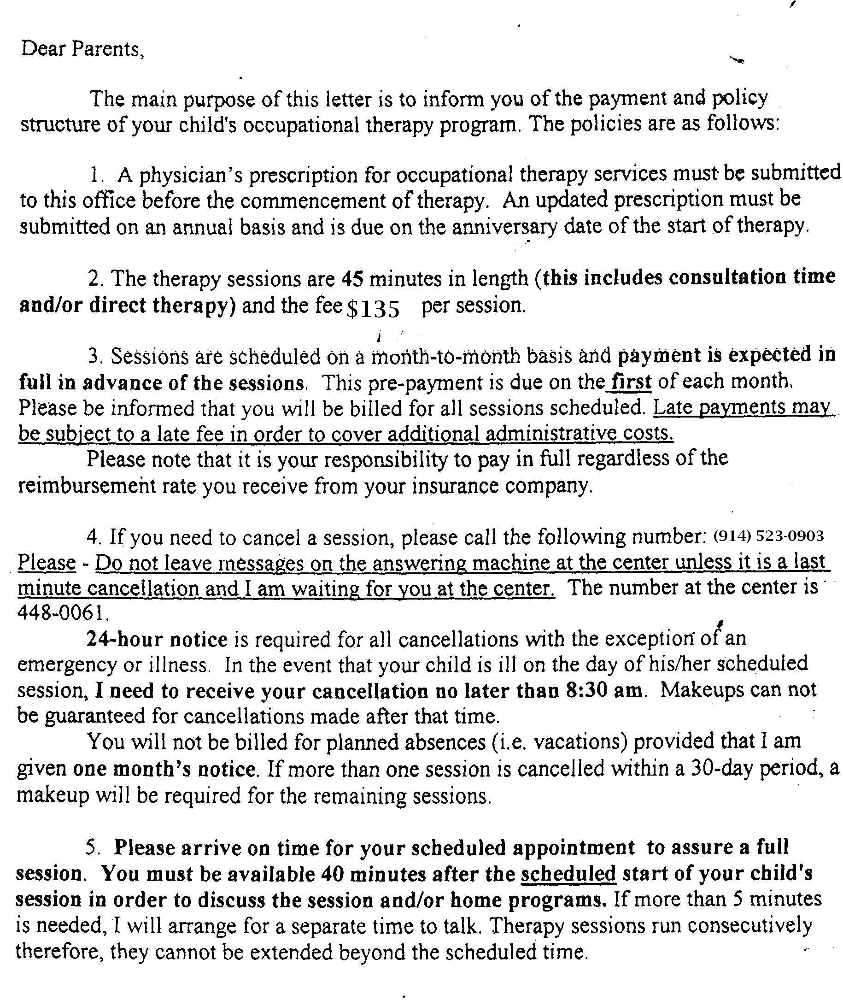 Dear Parents,
The main purpose of this letter is to inform you of the payment and policy
structure of your child's occupational therapy program. The policies are as follows:
1. A physician's prescription for occupational therapy services must be submitted
to this office before the commencement of therapy. An updated prescription must be
submitted on an annual basis and is due on the anniversary date of the start of therapy.
2. The therapy sessions are 45 minutes in length (this includes consultation time
and/or direct therapy) and the fee $135 per session.
3. Sessions are scheduled on a month-to-month basis and payment is expected in
full in advance of the sessions. This pre-payment is due on the first of each month.
Please be informed that you will be billed for all sessions scheduled. Late payments may
be subject to a late fee in order to cover additional administrative costs.
Please note that it is your responsibility to pay in full regardless of the
reimbursement rate you receive from your insurance company.
4. If you need to cancel a session, please call the following number: (914) 523-0903
Please - Do not leave messages on the answering machine at the center unless it is a last
minute cancellation and I am waiting for you at the center. The number at the center is
448-0061.
24-hour notice is required for all cancellations with the exception of an
emergency or illness. In the event that your child is ill on the day of his/her scheduled
session, I need to receive your cancellation no later than 8:30 am. Makeups can not
be guaranteed for cancellations made after that time.
You will not be billed for planned absences (i.e. vacations) provided that I am
given one month's notice. If more than one session is cancelled within a 30-day period, a
makeup will be required for the remaining sessions.
5. Please arrive on time for your scheduled appointment to assure a full
session. You must be available 40 minutes after the scheduled start of your child's
session in order to discuss the session and/or home programs. If more than 5 minutes
is needed, I will arrange for a separate time to talk. Therapy sessions run consecutively
therefore, they cannot be extended beyond the scheduled time.